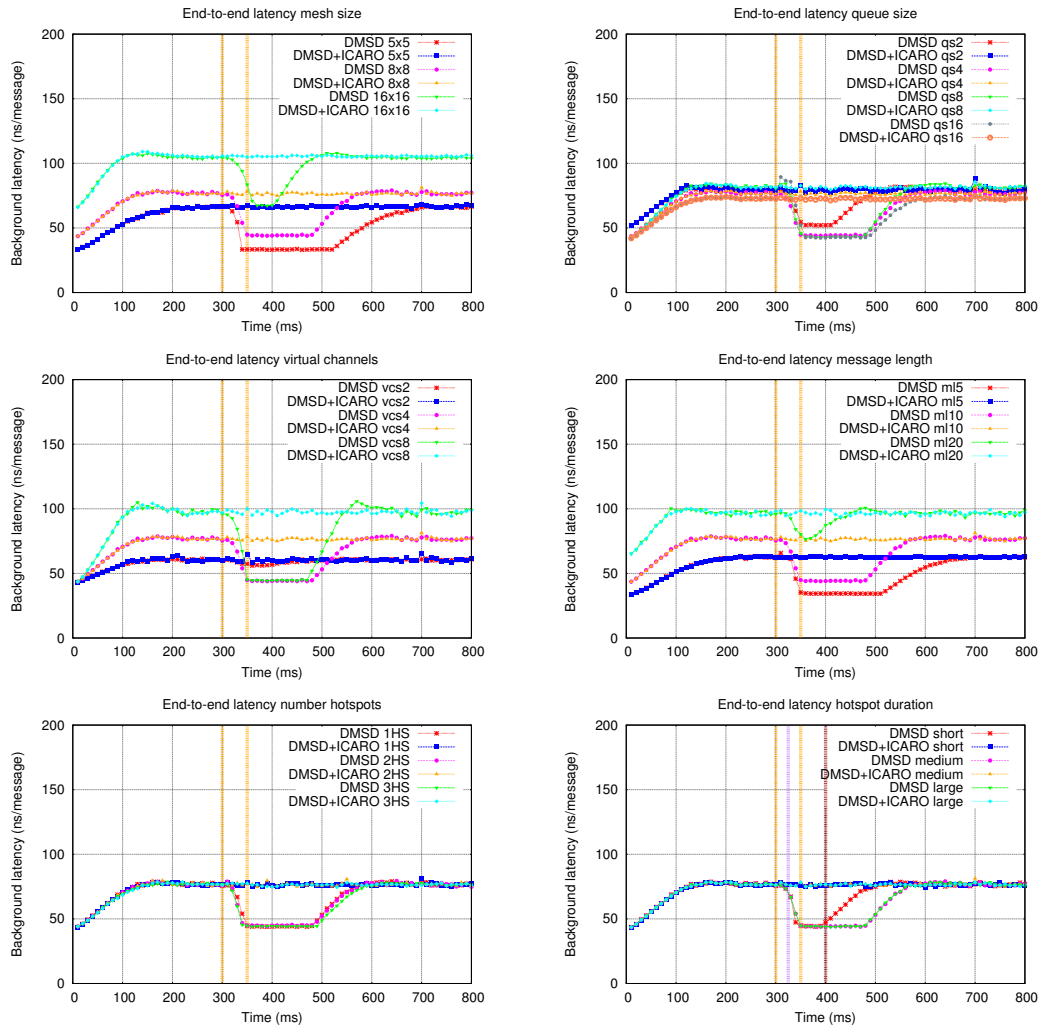 End-to-end latency mesh size
200
150
100
50
0
0 100 200 300 400 500 600 700 800
Background latency (ns/message)
Time (ms)
DMSD 5x5
DMSD+ICARO 5x5
DMSD 8x8
DMSD+ICARO 8x8
DMSD 16x16
DMSD+ICARO 16x16
End-to-end latency queue size
200
150
100
50
0
0 100 200 300 400 500 600 700 800
Background latency (ns/message)
Time (ms)
DMSD qs2
DMSD+ICARO qs2
DMSD qs4
DMSD+ICARO qs4
DMSD qs8
DMSD+ICARO qs8
DMSD qs16
DMSD+ICARO qs16
End-to-end latency virtual channels
200
150
100
50
0
0 100 200 300 400 500 600 700 800
Background latency (ns/message)
Time (ms)
DMSD vcs2
DMSD+ICARO vcs2
DMSD vcs4
DMSD+ICARO vcs4
DMSD vcs8
DMSD+ICARO vcs8
End-to-end latency message length
200
150
100
50
0
0 100 200 300 400 500 600 700 800
Background latency (ns/message)
Time (ms)
DMSD ml5
DMSD+ICARO ml5
DMSD ml10
DMSD+ICARO ml10
DMSD ml20
DMSD+ICARO ml20
End-to-end latency number hotspots
200
150
100
50
0
0 100 200 300 400 500 600 700 800
Background latency (ns/message)
Time (ms)
DMSD 1HS
DMSD+ICARO 1HS
DMSD 2HS
DMSD+ICARO 2HS
DMSD 3HS
DMSD+ICARO 3HS
End-to-end latency hotspot duration
200
150
100
50
0
0 100 200 300 400 500 600 700 800
Background latency (ns/message)
Time (ms)
DMSD short
DMSD+ICARO short
DMSD medium
DMSD+ICARO medium
DMSD large
DMSD+ICARO large